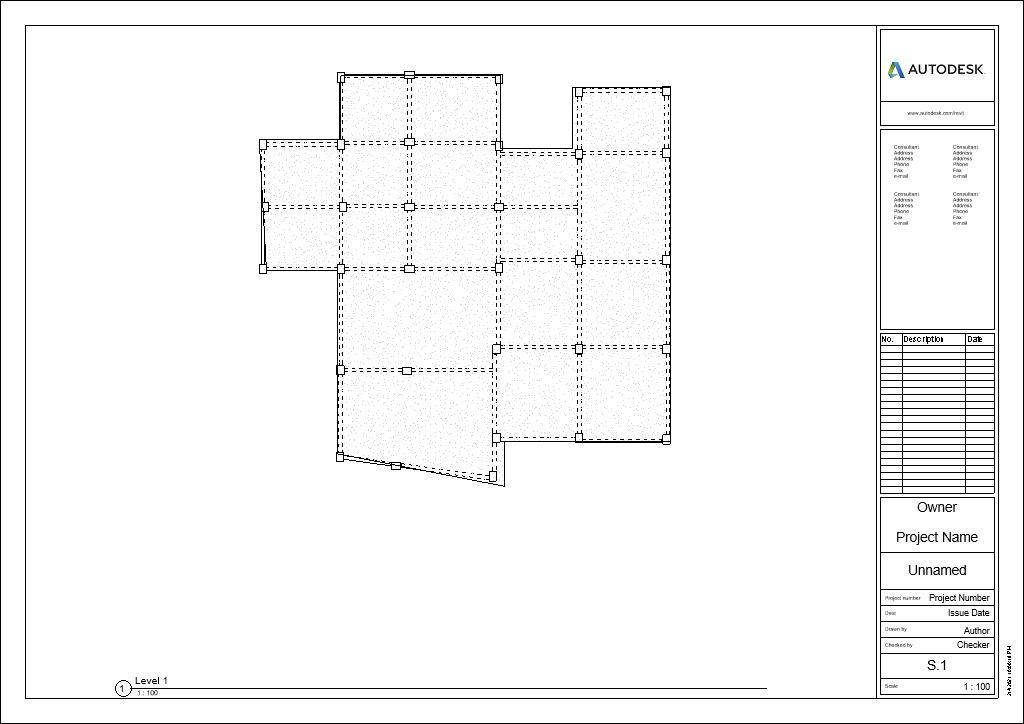 AUTODESK.
www.autodesk.com/revit
Consultant
Address
Address
Phone
Fax
e-mail
Consultant
Address
Address
Phone
Fax
e-mail
Consultant
Address
Address
Phone
Fax
e-mail
Consultant
Address
Address
Phone
Fax
e-mail
No. Description Date
Owner
Project Name
Unnamed
Project number Project Number
Date Issue Date
Drawn by Author
Checked by Checker
S.1
Scale 1 : 100
1 Level 1
1 : 100